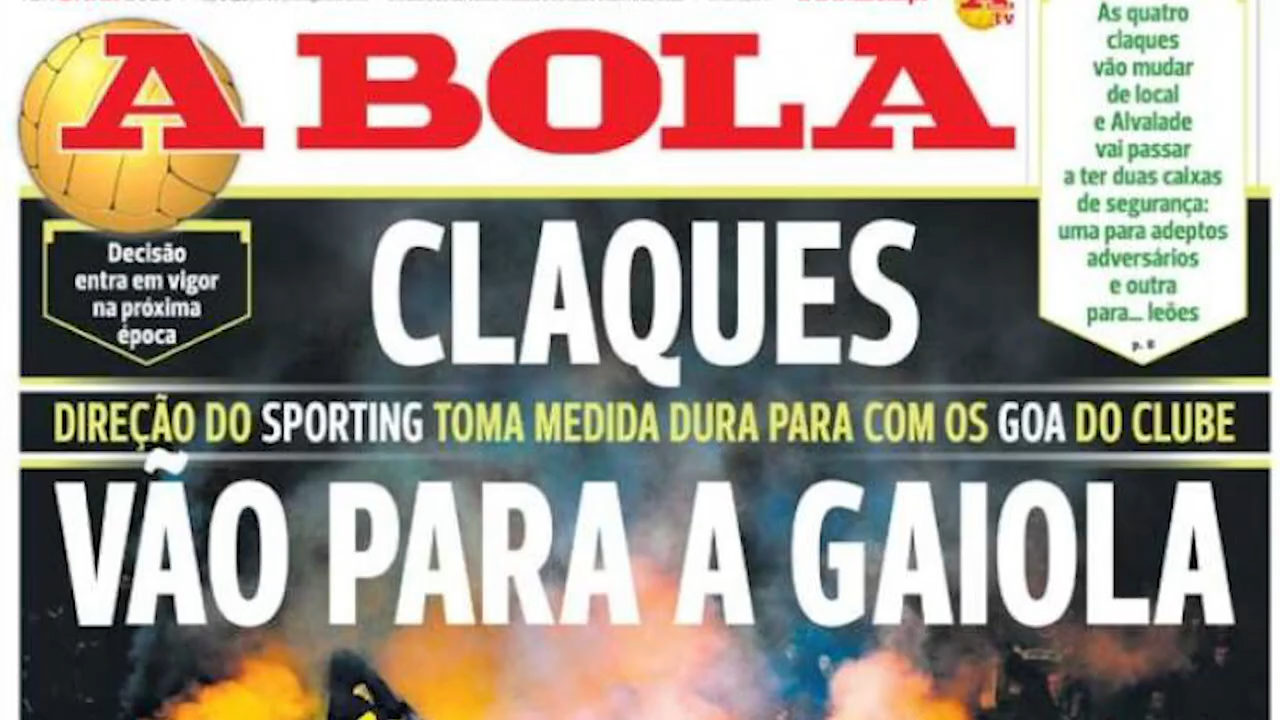 A BOLA
TV
As quatro
claques
vão mudar
de local
e Alvalade
vai passar
a ter duas caixas
de segurança:
uma para adeptos
adversários
e outra
para... leões
p. 8
Decisão
entra em vigor
na próxima
época
CLAQUES
DIREÇÃO DO SPORTING TOMA MEDIDA DURA PARA COM OS GOA DO CLUBE
VÃO PARA A GAIOLA